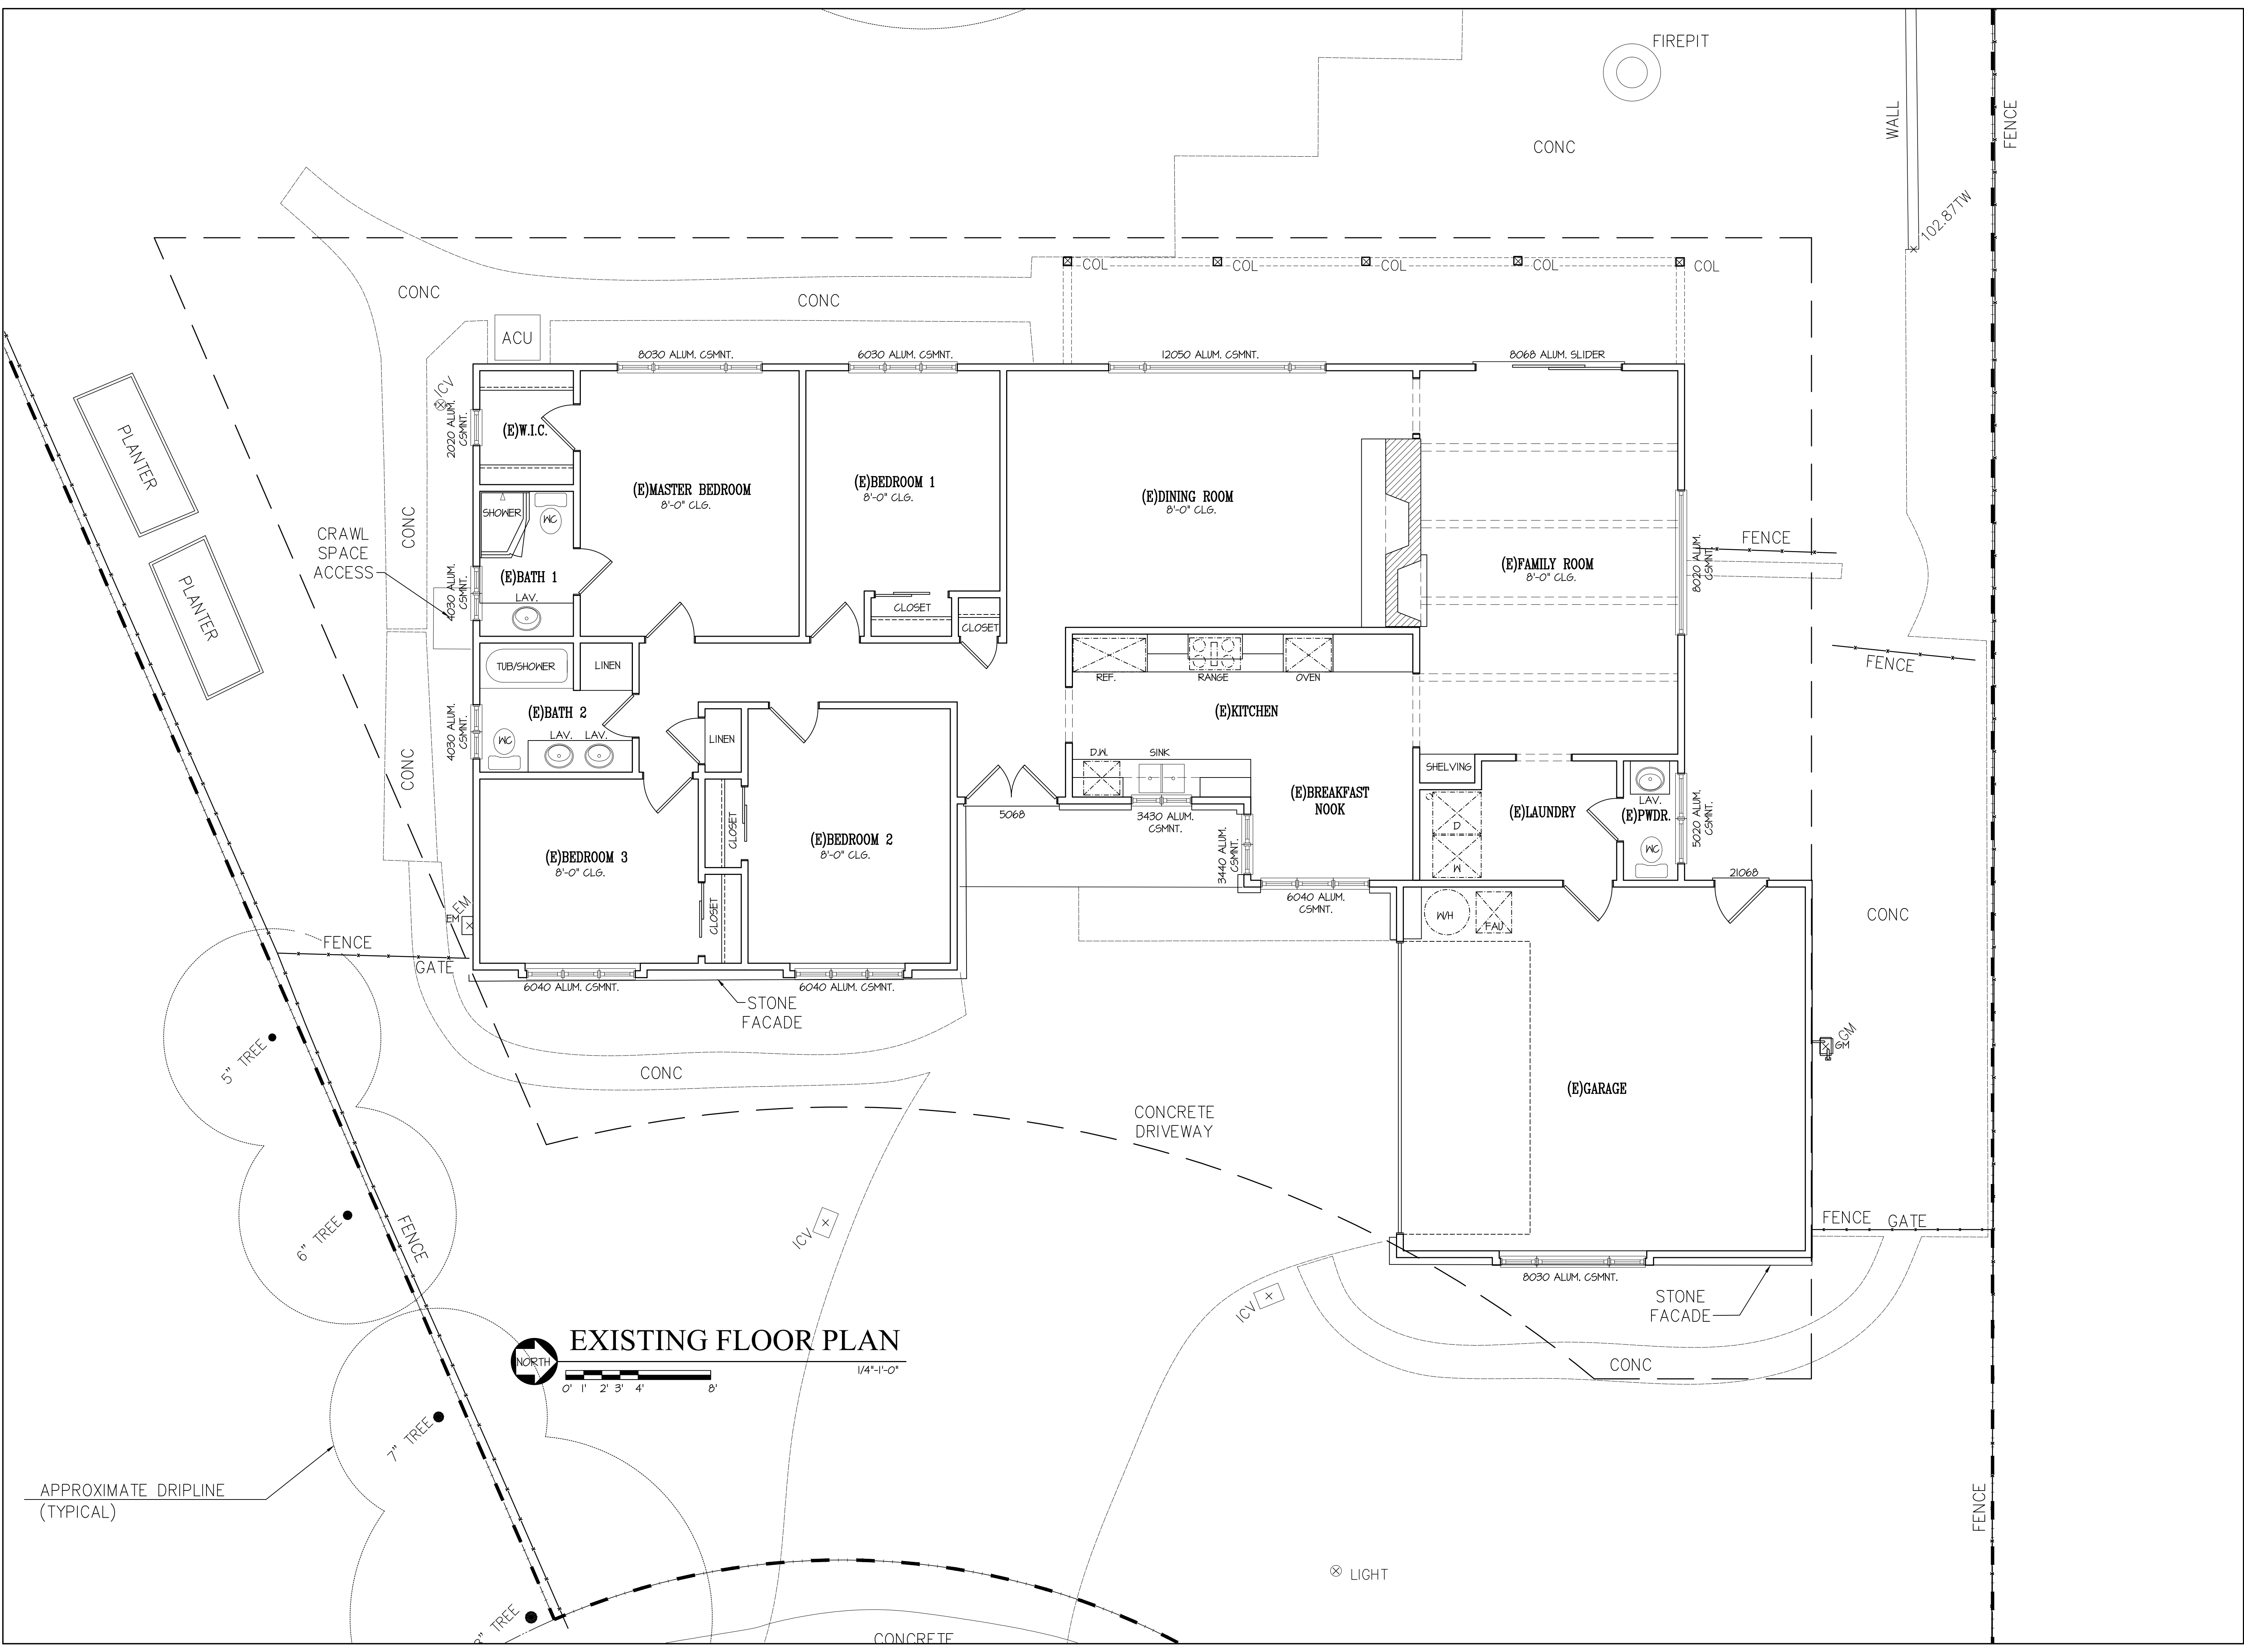 FIREPIT
CONC
WALL
FENCE
102.87TW
COL
COL
COL
COL
COL
CONC
CONC
ACU
ICV
8030 ALUM. CSMNT.
6030 ALUM. CSMNT.
12050 ALUM. CSMNT.
8068 ALUM. SLIDER
2020 ALUM.
CSMNT.
(E)W.I.C.
PLANTER
PLANTER
(E)MASTER BEDROOM
8'-0" CLG.
(E)BEDROOM 1
8'-0" CLG.
(E)DINING ROOM
8'-0" CLG.
(E)FAMILY ROOM
8'-0" CLG.
8020 ALUM.
CSMNT.
FENCE
FENCE
CRAWL
SPACE
ACCESS
CONC
SHOWER
WC
(E)BATH 1
LAV.
4030 ALUM.
CSMNT.
CLOSET
CLOSET
TUB/SHOWER
LINEN
(E)BATH 2
WC
LAV.
LAV.
4030 ALUM.
CSMNT.
CONC
LINEN
REF.
RANGE
OVEN
(E)KITCHEN
D.W.
SINK
SHELVING
(E)BREAKFAST
NOOK
(E)LAUNDRY
D
W
LAV.
(E)PWDR.
WC
5020 ALUM.
CSMNT.
5068
3430 ALUM.
CSMNT.
3440 ALUM.
CSMNT.
6040 ALUM.
CSMNT.
21068
CLOSET
(E)BEDROOM 2
8'-0" CLG.
(E)BEDROOM 3
8'-0" CLG.
CLOSET
W/H
FAU
CONC
EM
EM
FENCE
GATE
6040 ALUM. CSMNT.
6040 ALUM. CSMNT.
STONE
FACADE
GM
GM
5" TREE
CONC
(E)GARAGE
CONCRETE
DRIVEWAY
6" TREE
FENCE
ICV
FENCE
GATE
8030 ALUM. CSMNT.
ICV
STONE
FACADE
EXISTING FLOOR PLAN
NORTH
1/4"-1'-0"
0'
1'
2'
3'
4'
8'
CONC
7" TREE
APPROXIMATE DRIPLINE
(TYPICAL)
FENCE
LIGHT
TREE
CONCRETE